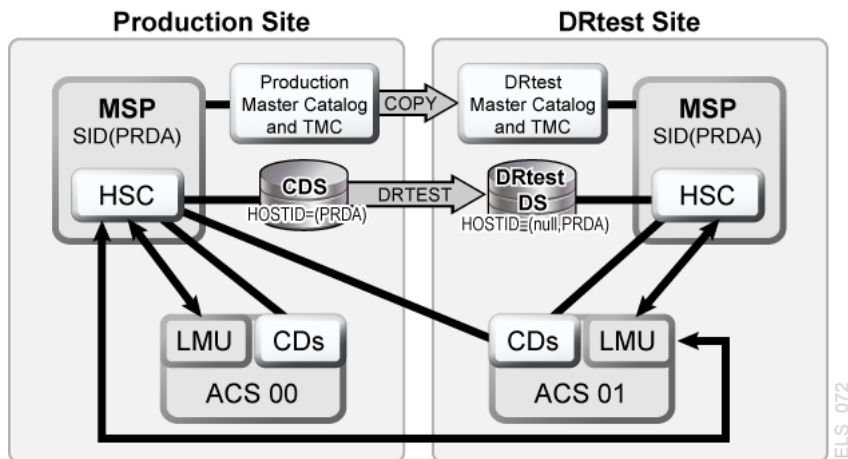 Production Site
DRtest Site
MSP
SID(PRDA)
HSC
Production
Master Catalog
and TMC
COPY
DRtest
Master Catalog
and TMC
MSP
SID(PRDA)
HSC
CDS
HOSTID=(PRDA)
DRTEST
DRtest
DS
HOSTID=(null,PRDA)
LMU
CDs
ACS 00
CDs
LMU
ACS 01
ELS_072